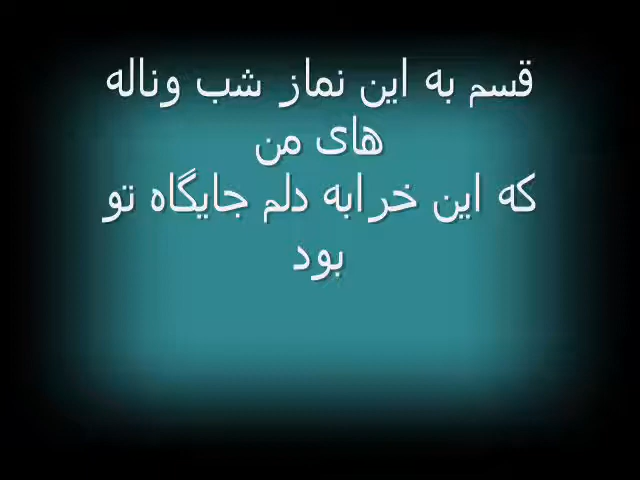 قسم به این نماز شب وناله
های من
که این خرابه دلم جایگاه تو
بود